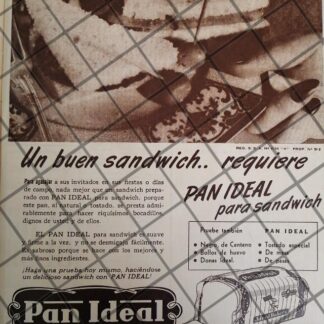 Un buen sandwich.. requiere
PAN IDEAL
para sandwich
Para agasajar a sus invitados en sus fiestas o días
de campo, nada mejor que un sandwich prepa-
rado con PAN IDEAL para sandwich, porque
este pan, al natural o tostado, se presta admi-
rablemente para hacer riquísimos bocadillos
dignos de usted y de ellos.
EL PAN IDEAL para sandwich es suave
y firme a la vez, y no se desmigaja fácilmente.
Es sabroso porque se hace con los mejores y
más finos ingredientes.
¡Haga una prueba hoy mismo, haciéndose
un delicioso sandwich con PAN IDEAL!
Pruebe también PAN IDEAL
Negro de Centeno
Bollos de huevo
Donas Ideal.
Tostado especial
De mesa
De pasas
Pan Ideal